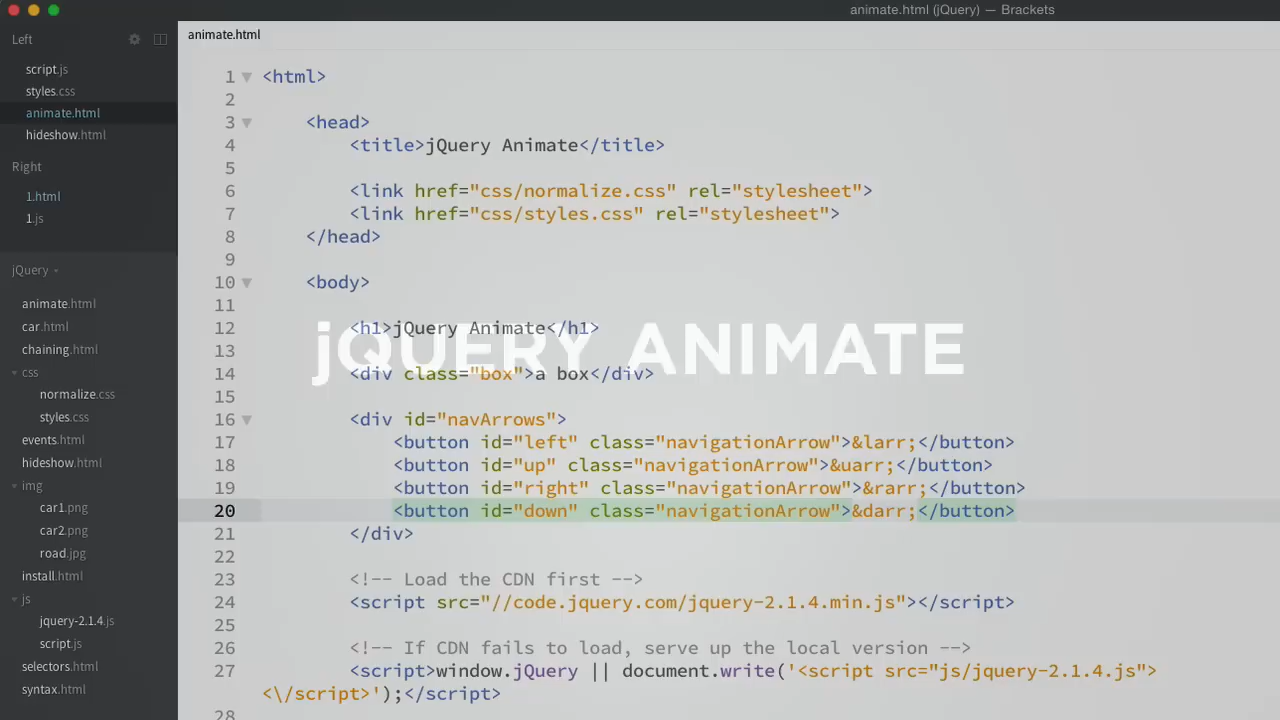 animate.html (jQuery) — Brackets
Left
script.js
styles.css
animate.html
hideshow.html
Right
1.html
1.js
jQuery
animate.html
car.html
chaining.html
css
normalize.css
styles.css
events.html
hideshow.html
img
car1.png
car2.png
road.jpg
install.html
js
jquery-2.1.4.js
script.js
selectors.html
syntax.html
animate.html
1 <html>
2
3 <head>
4 <title>jQuery Animate</title>
5
6 <link href="css/normalize.css" rel="stylesheet">
7 <link href="css/styles.css" rel="stylesheet">
8 </head>
9
10 <body>
11
12 <h1>jQuery Animate</h1>
13
14 <div class="box">a box</div>
15
16 <div id="navArrows">
17 <button id="left" class="navigationArrow">&larr;</button>
18 <button id="up" class="navigationArrow">&uarr;</button>
19 <button id="right" class="navigationArrow">&rarr;</button>
20 <button id="down" class="navigationArrow">&darr;</button>
21 </div>
22
23 <!-- Load the CDN first -->
24 <script src="//code.jquery.com/jquery-2.1.4.min.js"></script>
25
26 <!-- If CDN fails to load, serve up the local version -->
27 <script>window.jQuery || document.write('<script src="js/jquery-2.1.4.js">
<\/script>');</script>
28
jQUERY ANIMATE